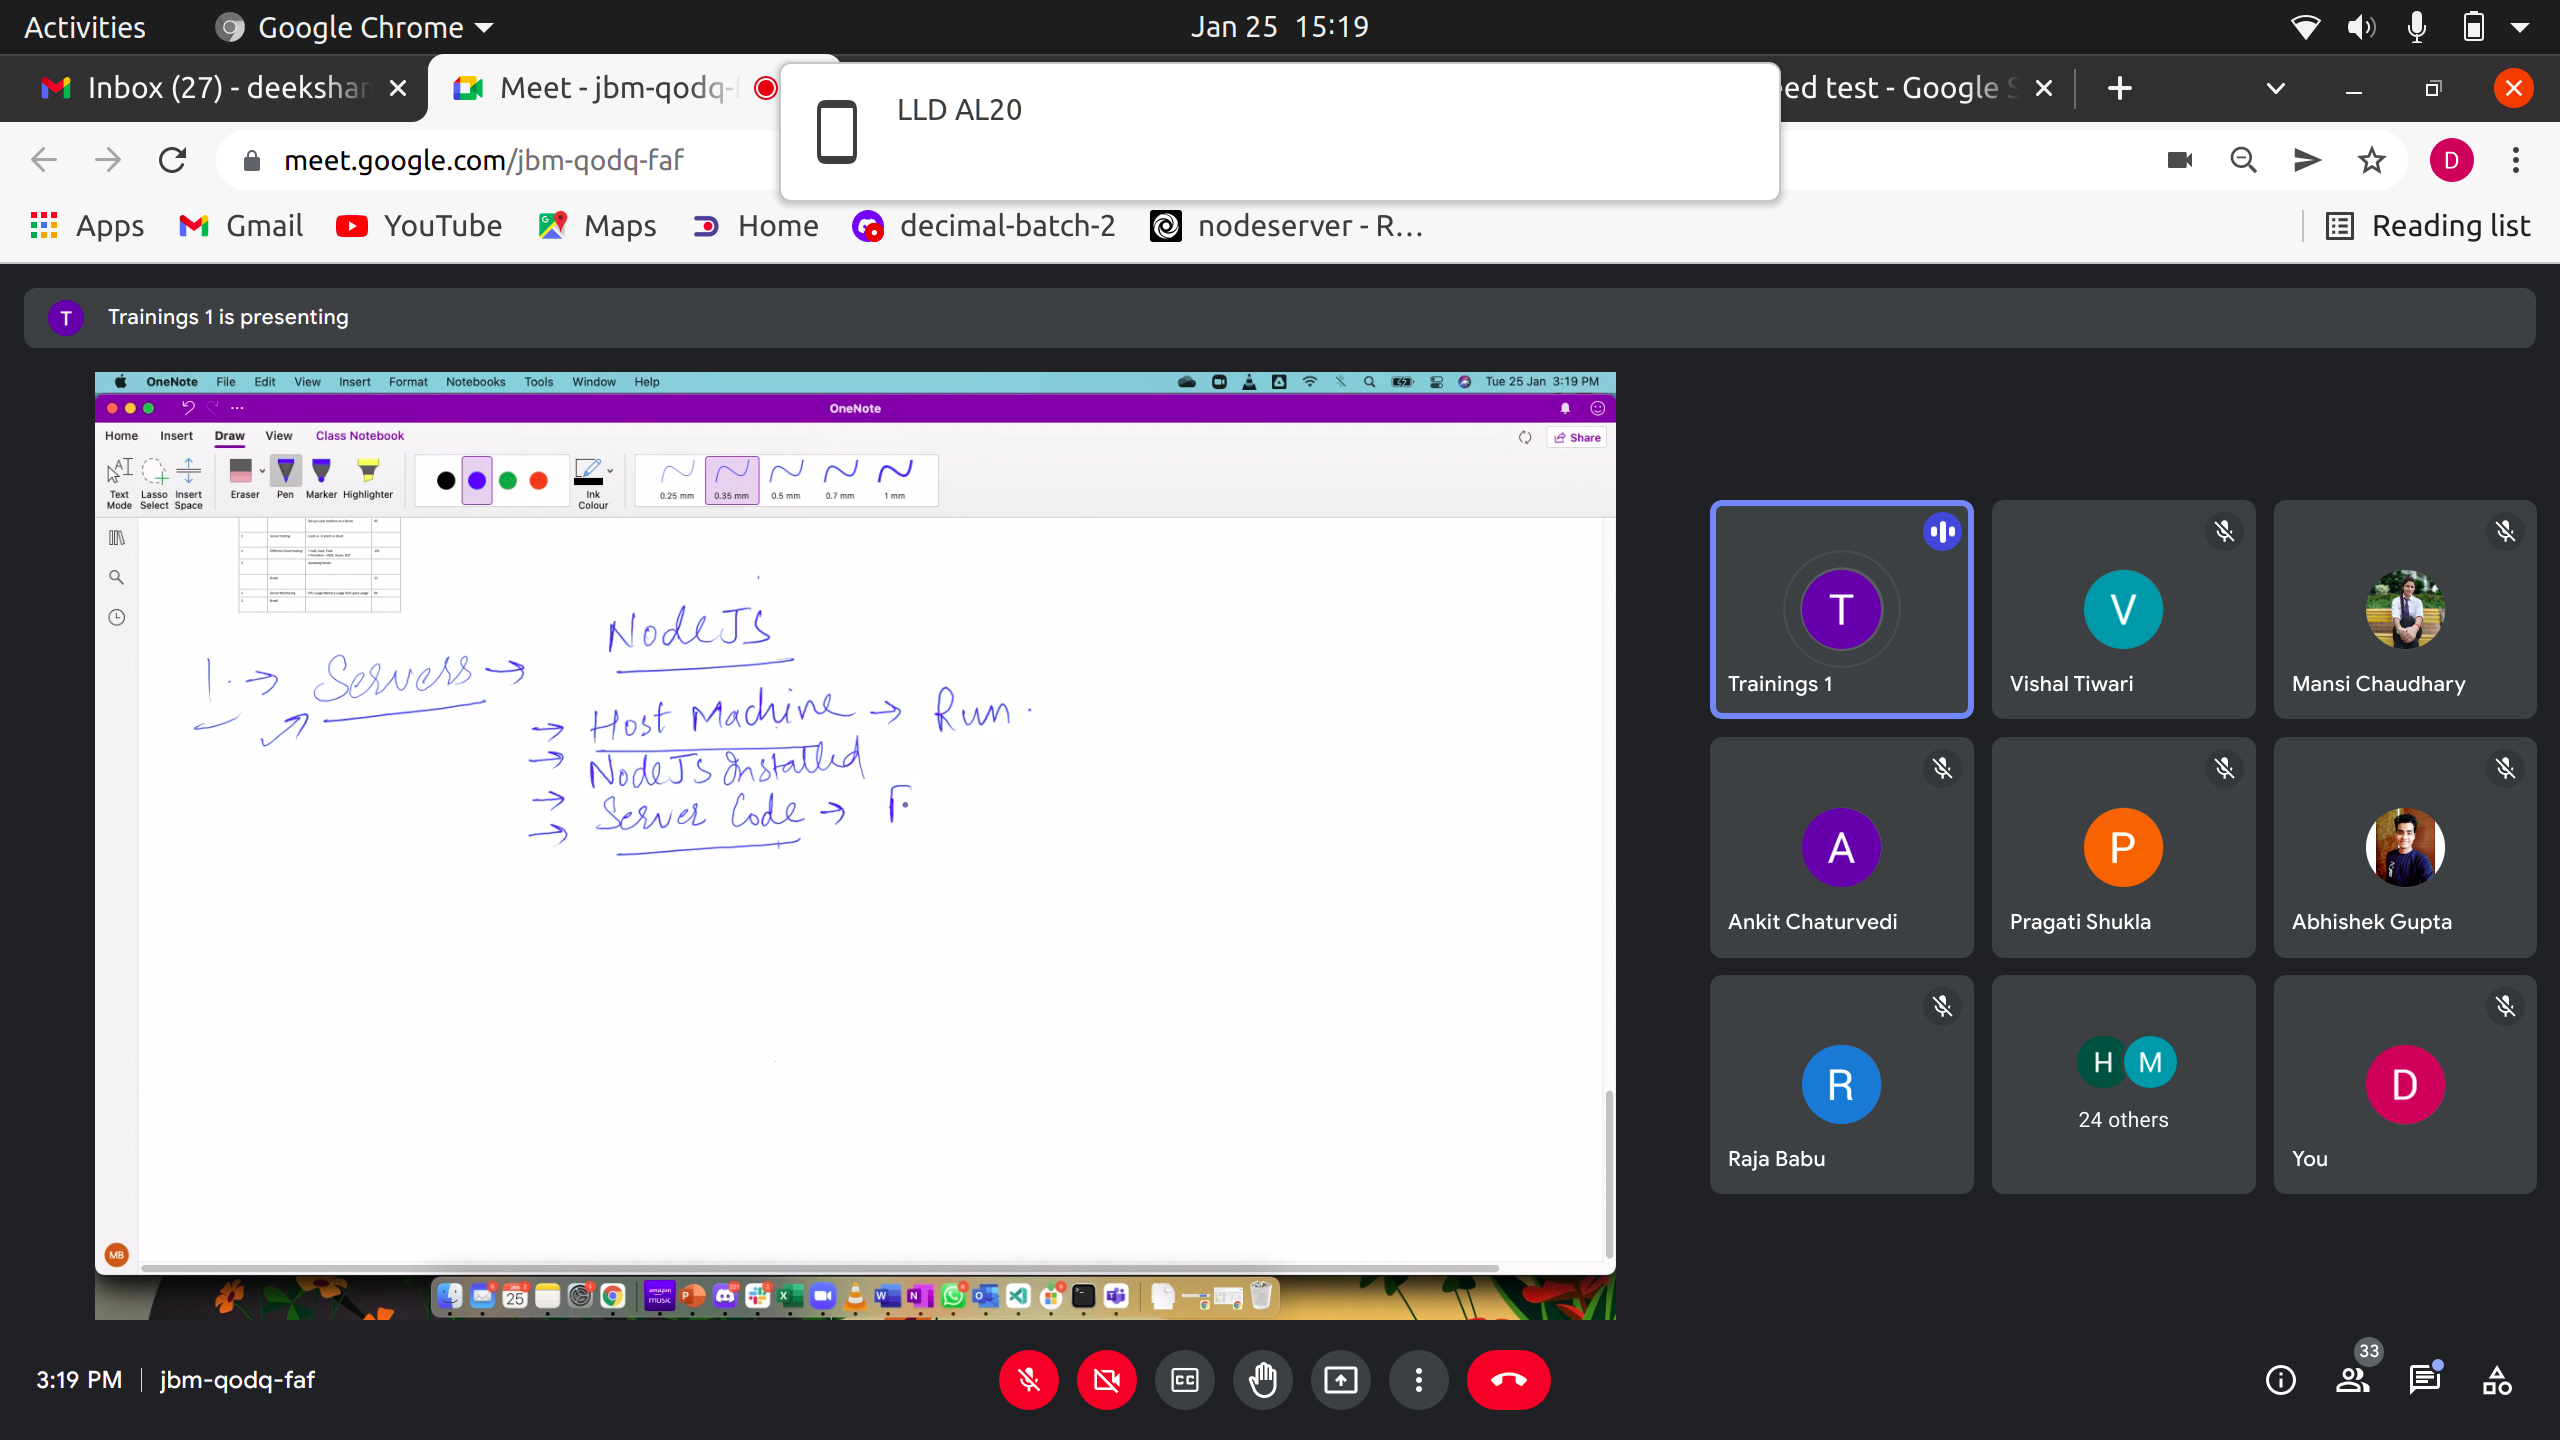 Activities Google Chrome Jan 25 15:19
Inbox (27) - deekshan Meet - jbm-qodq-f eed test - Google S
LLD AL20
meet.google.com/jbm-qodq-faf D
Apps Gmail YouTube Maps Home decimal-batch-2 nodeserver - R... Reading list
T Trainings 1 is presenting
OneNote File Edit View Insert Format Notebooks Tools Window Help Tue 25 Jan 3:19 PM
OneNote
Home Insert Draw View Class Notebook Share
Text Mode Lasso Select Insert Space Eraser Pen Marker Highlighter Ink Colour 0.25 mm 0.35 mm 0.5 mm 0.7 mm 1 mm
NodeJS
1. → Servers →
→ Host Machine → Run.
→ NodeJS Installed
→ Server Code → F
→
MB
T Trainings 1
V Vishal Tiwari
Mansi Chaudhary
A Ankit Chaturvedi
P Pragati Shukla
Abhishek Gupta
R Raja Babu
H M 24 others
D You
3:19 PM jbm-qodq-faf CC 33